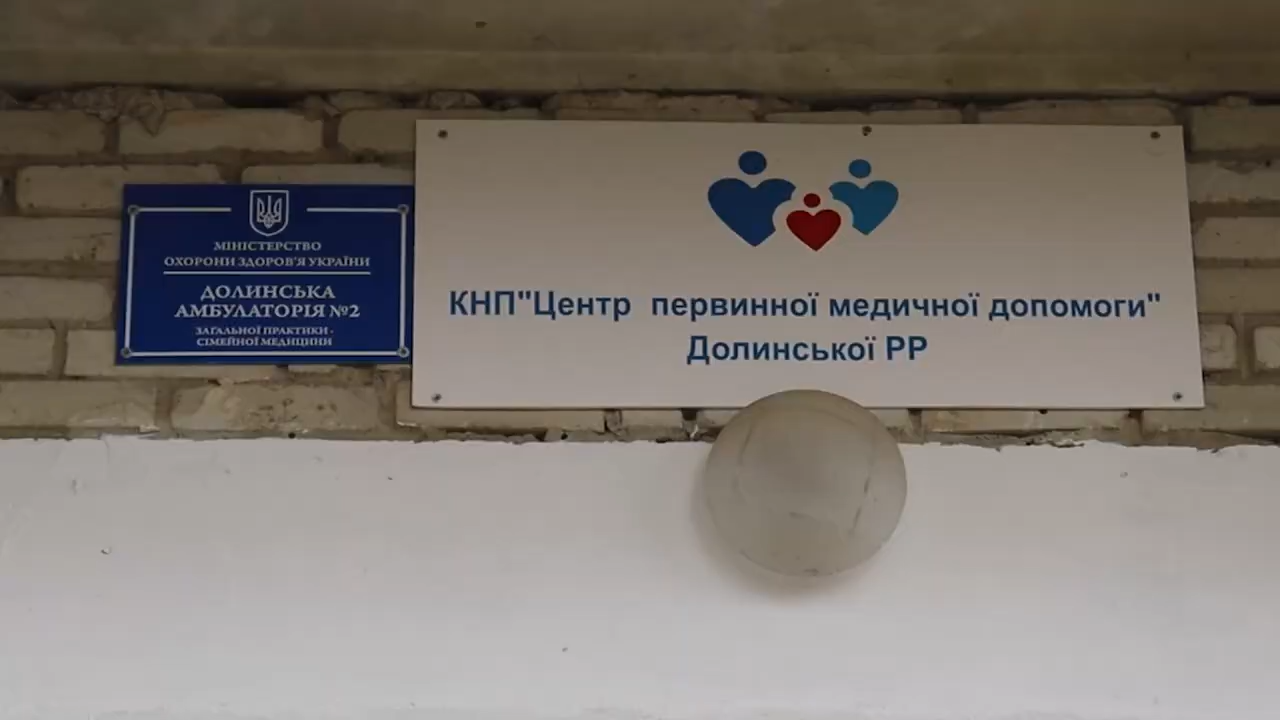 МІНІСТЕРСТВО
ОХОРОНИ ЗДОРОВ'Я УКРАЇНИ
ДОЛИНСЬКА
АМБУЛАТОРІЯ №2
ЗАГАЛЬНОЇ ПРАКТИКИ-
СІМЕЙНОЇ МЕДИЦИНИ
КНП"Центр первинної медичної допомоги"
Долинської РР